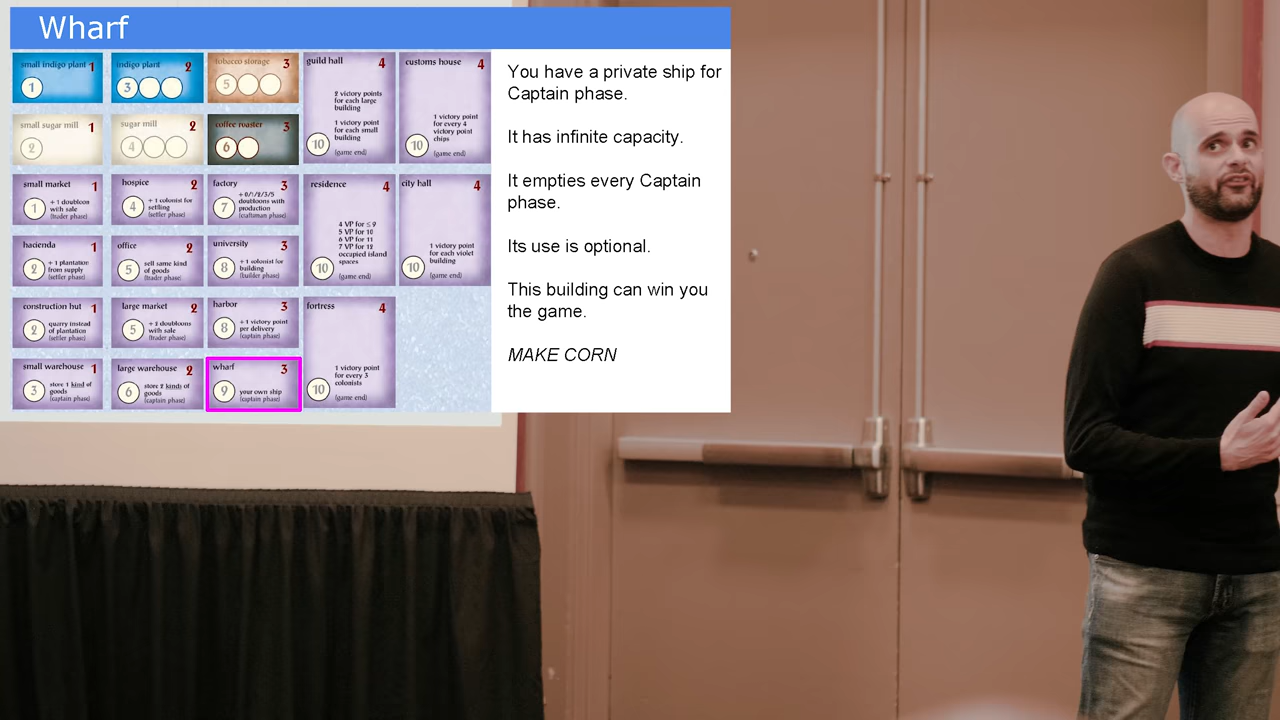 Wharf
small indigo plant 1
1
indigo plant 2
3
tobacco storage 3
5
guild hall 4
2 victory points
for each large
building
1 victory point
for each small
building
10
(game end)
customs house 4
1 victory point
for every 4
victory point
chips
10
(game end)
small sugar mill 1
2
sugar mill 2
4
coffee roaster 3
6
small market 1
1
+ 1 doubloon
with sale
(trader phase)
hospice 2
4
+ 1 colonist for
settling
(settler phase)
factory 3
7
+0/1/2/3/5
doubloons with
production
(craftsman phase)
residence 4
4 VP for ≤ 9
5 VP for 10
6 VP for 11
7 VP for 12
occupied island
spaces
10
(game end)
city hall 4
1 victory point
for each violet
building
10
(game end)
hacienda 1
2
+ 1 plantation
from supply
(settler phase)
office 2
5
sell same kind
of goods
(trader phase)
university 3
8
+ 1 colonist for
building
(builder phase)
construction hut 1
2
quarry instead
of plantation
(settler phase)
large market 2
5
+ 2 doubloons
with sale
(trader phase)
harbor 3
8
+ 1 victory point
per delivery
(captain phase)
fortress 4
1 victory point
for every 3
colonists
10
(game end)
small warehouse 1
3
store 1 kind of
goods
(captain phase)
large warehouse 2
6
store 2 kinds of
goods
(captain phase)
wharf 3
9
your own ship
(captain phase)
You have a private ship for
Captain phase.
It has infinite capacity.
It empties every Captain
phase.
Its use is optional.
This building can win you
the game.
MAKE CORN